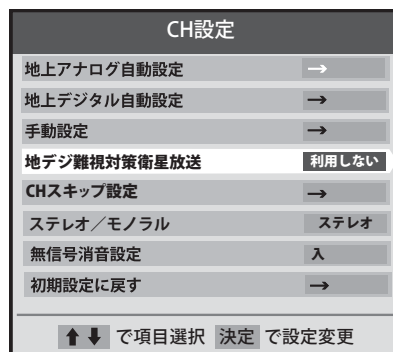 CH設定
地上アナログ自動設定 →
地上デジタル自動設定 →
手動設定 →
地デジ難視対策衛星放送 利用しない
CHスキップ設定 →
ステレオ／モノラル ステレオ
無信号消音設定 入
初期設定に戻す →
⬆⬇ で項目選択 決定 で設定変更